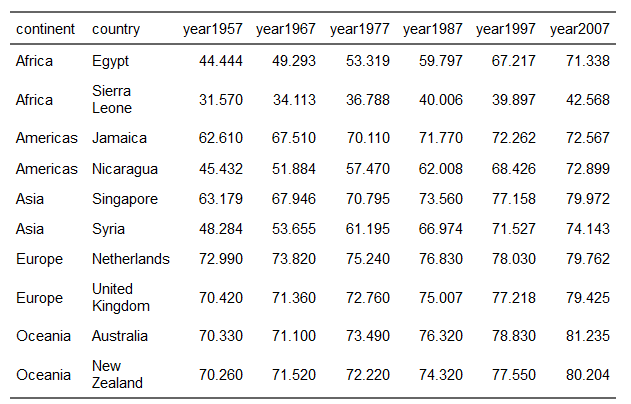 continent country year1957 year1967 year1977 year1987 year1997 year2007
Africa Egypt 44.444 49.293 53.319 59.797 67.217 71.338
Africa Sierra 31.570 34.113 36.788 40.006 39.897 42.568
Leone
Americas Jamaica 62.610 67.510 70.110 71.770 72.262 72.567
Americas Nicaragua 45.432 51.884 57.470 62.008 68.426 72.899
Asia Singapore 63.179 67.946 70.795 73.560 77.158 79.972
Asia Syria 48.284 53.655 61.195 66.974 71.527 74.143
Europe Netherlands 72.990 73.820 75.240 76.830 78.030 79.762
Europe United 70.420 71.360 72.760 75.007 77.218 79.425
Kingdom
Oceania Australia 70.330 71.100 73.490 76.320 78.830 81.235
Oceania New 70.260 71.520 72.220 74.320 77.550 80.204
Zealand